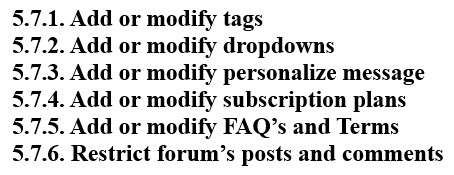 5.7.1. Add or modify tags
5.7.2. Add or modify dropdowns
5.7.3. Add or modify personalize message
5.7.4. Add or modify subscription plans
5.7.5. Add or modify FAQ’s and Terms
5.7.6. Restrict forum’s posts and comments